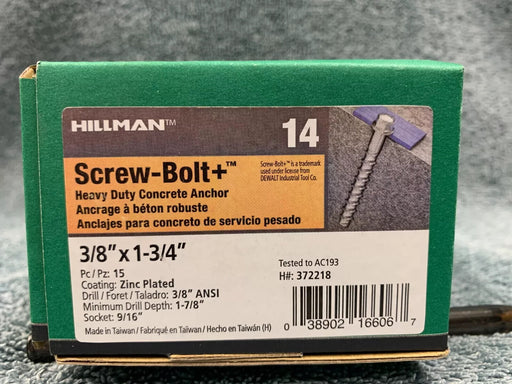 HILLMAN™
14
Screw-Bolt+™
Heavy Duty Concrete Anchor
Ancrage à béton robuste
Anclajes para concreto de servicio pesado
Screw-Bolt+™ is a trademark
used under license from
DEWALT Industrial Tool Co.
3/8" x 1-3/4"
Pc/Pz: 15
Coating: Zinc Plated
Drill / Foret / Taladro: 3/8" ANSI
Minimum Drill Depth: 1-7/8"
Socket: 9/16"
Made in Taiwan / Fabriqué en Taïwan / Hecho en Taiwán (H)
Tested to AC193
H#: 372218
0 38902 16606 7